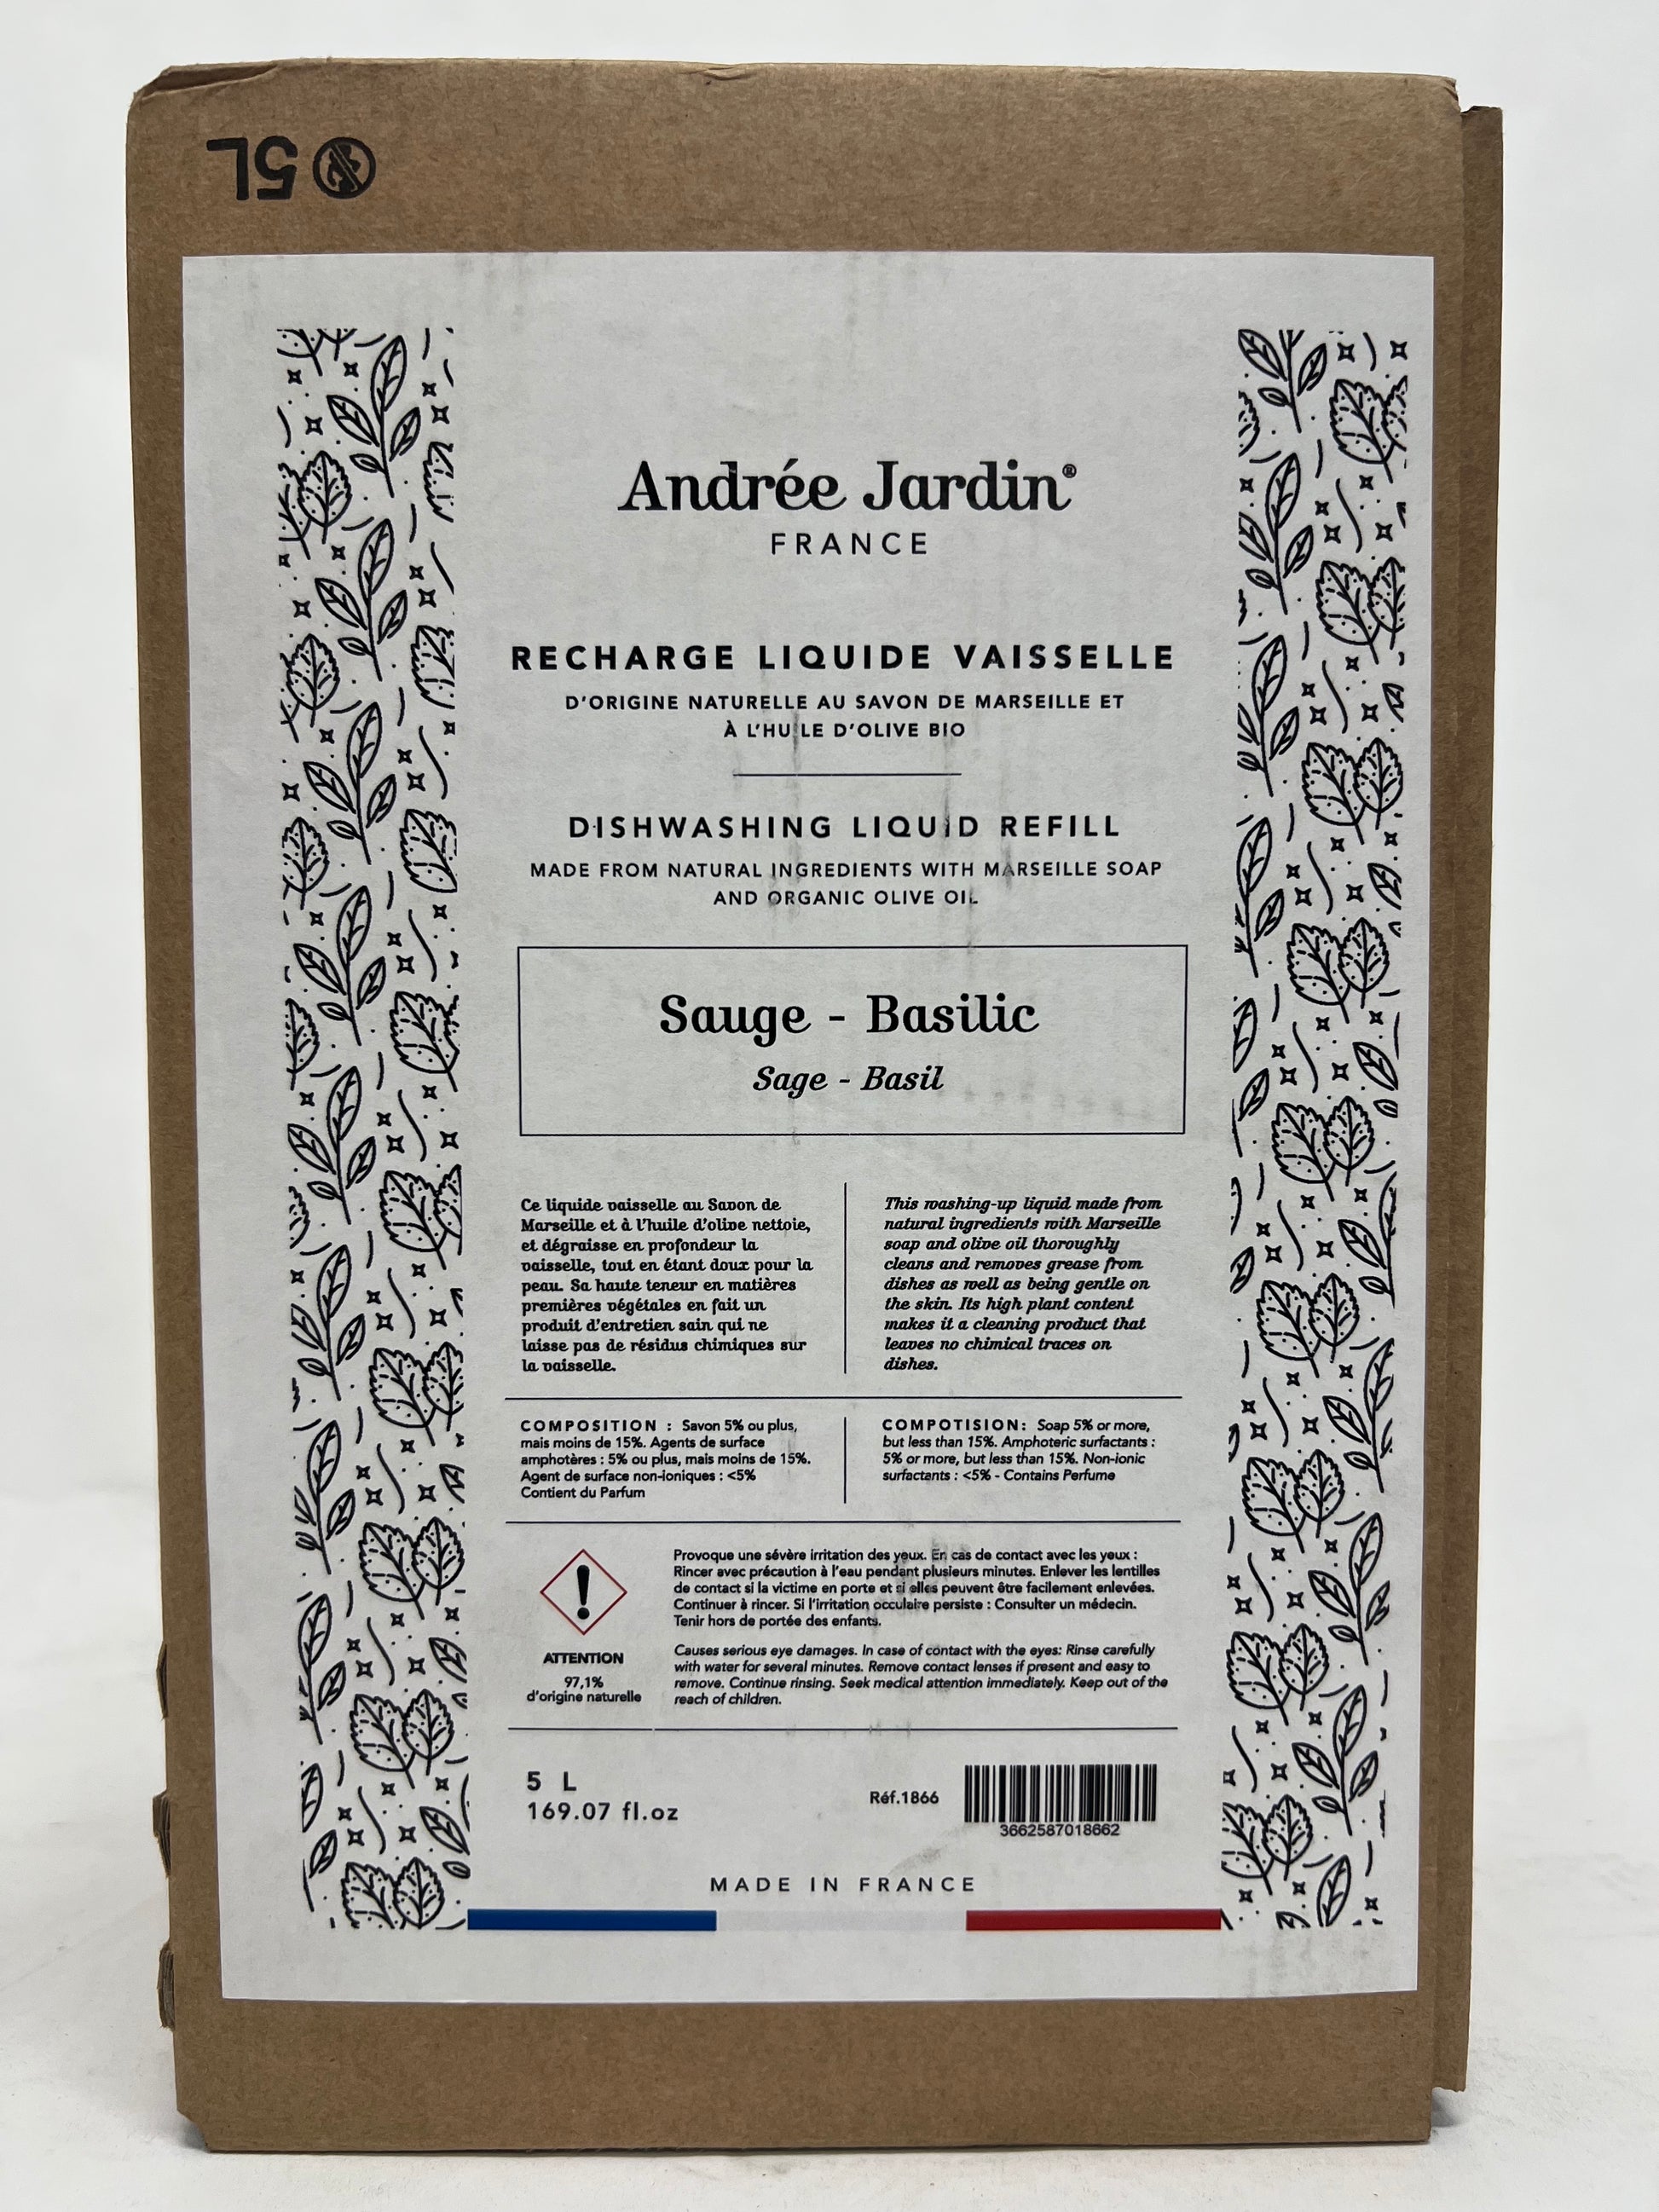 5L
Andrée Jardin®
FRANCE
RECHARGE LIQUIDE VAISSELLE
D'ORIGINE NATURELLE AU SAVON DE MARSEILLE ET
À L'HUILE D'OLIVE BIO
DISHWASHING LIQUID REFILL
MADE FROM NATURAL INGREDIENTS WITH MARSEILLE SOAP
AND ORGANIC OLIVE OIL
Sauge - Basilic
Sage - Basil
Ce liquide vaisselle au Savon de
Marseille et à l'huile d'olive nettoie,
et dégraisse en profondeur la
vaisselle, tout en étant doux pour la
peau. Sa haute teneur en matières
premières végétales en fait un
produit d'entretien sain qui ne
laisse pas de résidus chimiques sur
la vaisselle.
This washing-up liquid made from
natural ingredients with Marseille
soap and olive oil thoroughly
cleans and removes grease from
dishes as well as being gentle on
the skin. Its high plant content
makes it a cleaning product that
leaves no chimical traces on
dishes.
COMPOSITION : Savon 5% ou plus,
mais moins de 15%. Agents de surface
amphotères : 5% ou plus, mais moins de 15%.
Agent de surface non-ioniques : <5%
Contient du Parfum
COMPOTISION: Soap 5% or more,
but less than 15%. Amphoteric surfactants :
5% or more, but less than 15%. Non-ionic
surfactants : <5% - Contains Perfume
ATTENTION
97,1%
d'origine naturelle
Provoque une sévère irritation des yeux. En cas de contact avec les yeux :
Rincer avec précaution à l'eau pendant plusieurs minutes. Enlever les lentilles
de contact si la victime en porte et si elles peuvent être facilement enlevées.
Continuer à rincer. Si l'irritation occulaire persiste : Consulter un médecin.
Tenir hors de portée des enfants.
Causes serious eye damages. In case of contact with the eyes: Rinse carefully
with water for several minutes. Remove contact lenses if present and easy to
remove. Continue rinsing. Seek medical attention immediately. Keep out of the
reach of children.
5 L
169.07 fl.oz
Réf.1866
3662587018662
MADE IN FRANCE